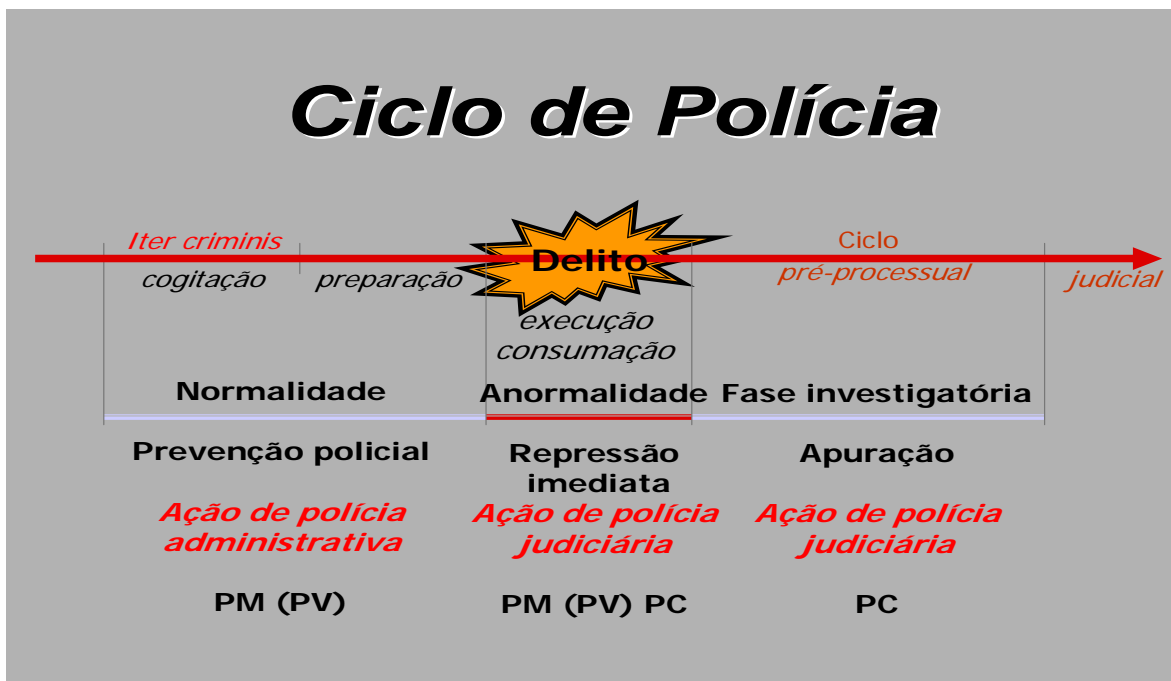 Ciclo de Polícia
Iter criminis
cogitação
preparação
Delito
execução
consumação
Ciclo
pré-processual
judicial
Normalidade
Anormalidade
Fase investigatória
Prevenção policial
Repressão
imediata
Apuração
Ação de polícia
administrativa
Ação de polícia
judiciária
Ação de polícia
judiciária
PM (PV)
PM (PV) PC
PC